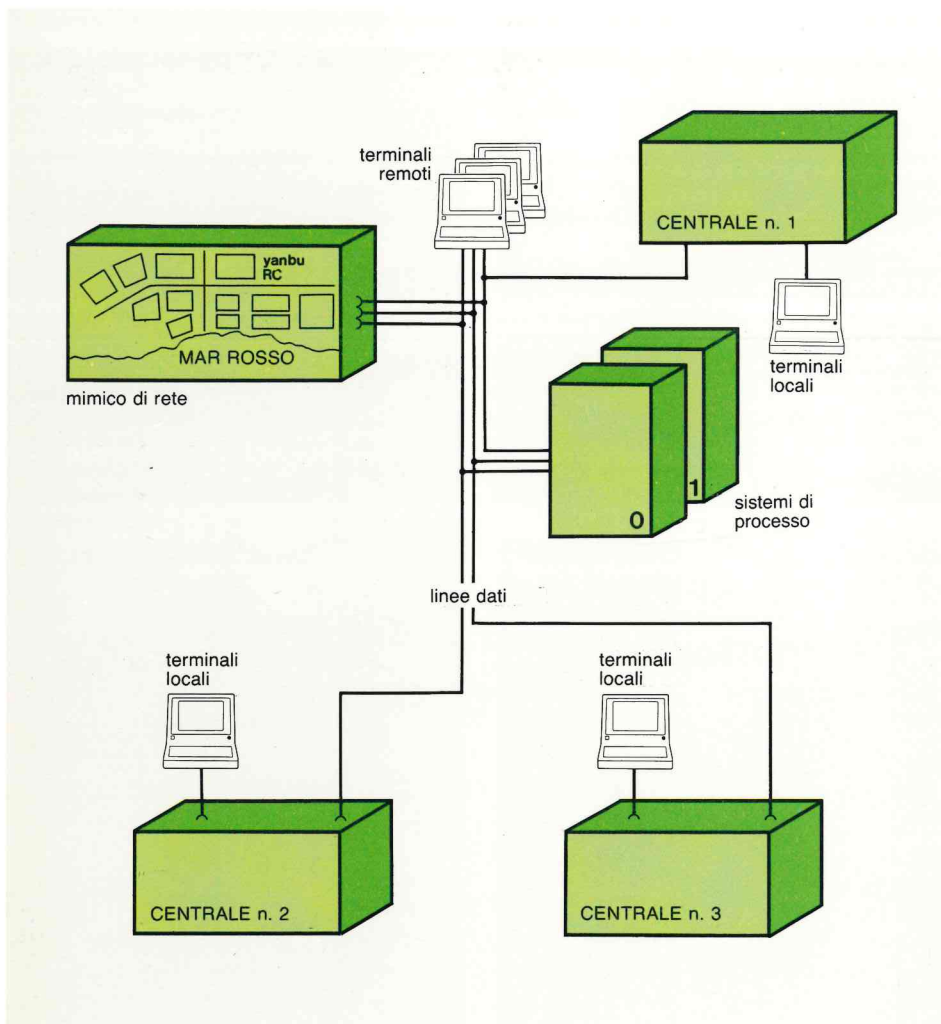 terminali
remoti
CENTRALE n. 1
yanbu
RC
MAR ROSSO
mimico di rete
terminali
locali
1
0
sistemi di
processo
linee dati
terminali
locali
terminali
locali
CENTRALE n. 2
CENTRALE n. 3